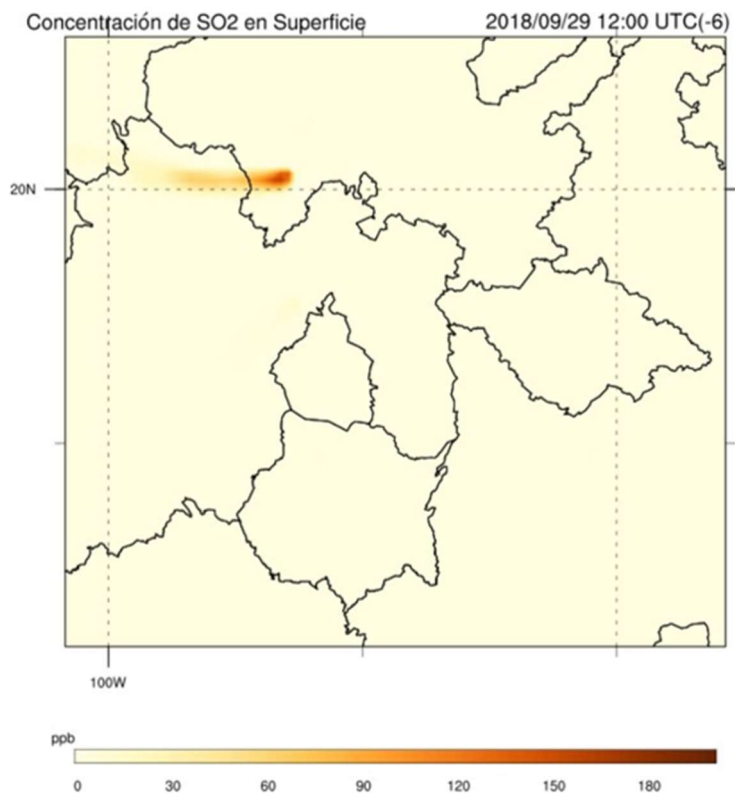 Concentración de SO2 en Superficie 2018/09/29 12:00 UTC(-6)
20N
100W
ppb
0 30 60 90 120 150 180